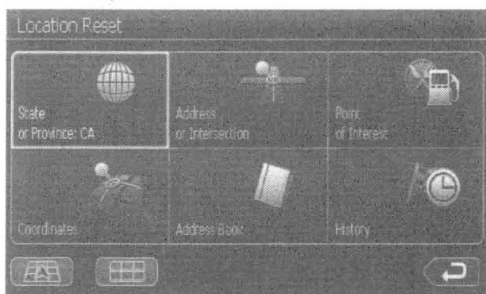 Location Reset
State
or Province: CA
Address
or Intersection
Point
of Interest
Coordinates
Address Book
History